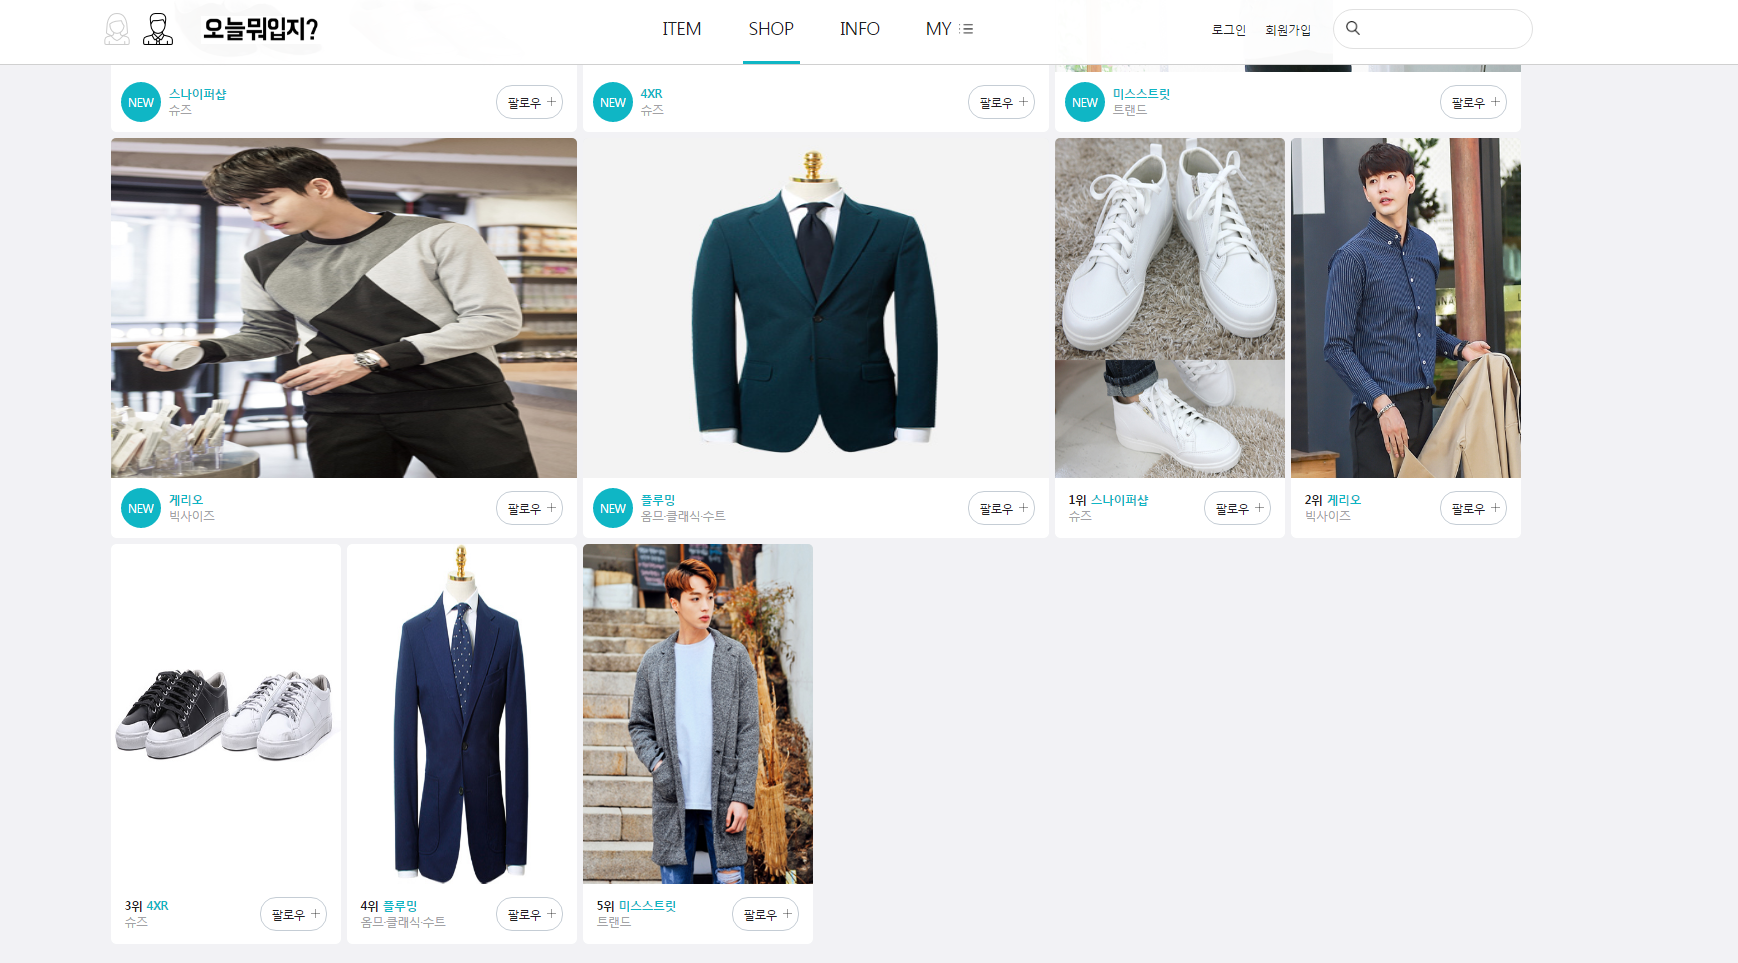 오늘뭐입지?
ITEM
SHOP
INFO
MY
로그인
회원가입
NEW
스나이퍼샵
슈즈
팔로우 +
NEW
4XR
슈즈
팔로우 +
NEW
미스스트릿
트랜드
팔로우 +
NEW
게리오
빅사이즈
팔로우 +
NEW
플루밍
옴므·클래식·수트
팔로우 +
1위 스나이퍼샵
슈즈
팔로우 +
2위 게리오
빅사이즈
팔로우 +
3위 4XR
슈즈
팔로우 +
4위 플루밍
옴므·클래식·수트
팔로우 +
5위 미스스트릿
트랜드
팔로우 +